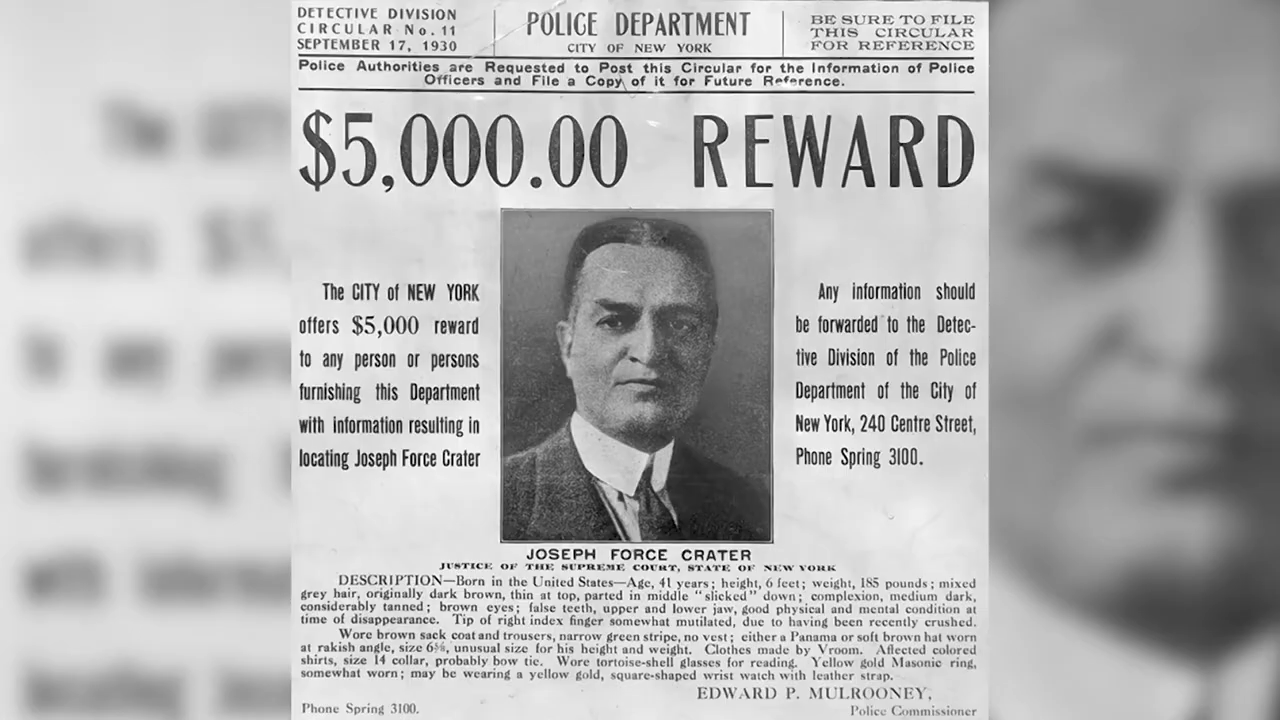 DETECTIVE DIVISION
CIRCULAR No. 11
SEPTEMBER 17, 1930
POLICE DEPARTMENT
CITY OF NEW YORK
BE SURE TO FILE
THIS CIRCULAR
FOR REFERENCE
Police Authorities are Requested to Post this Circular for the Information of Police
Officers and File a Copy of it for Future Reference.
$5,000.00 REWARD
The CITY of NEW YORK
offers $5,000 reward
to any person or persons
furnishing this Department
with information resulting in
locating Joseph Force Crater
Any information should
be forwarded to the Detec-
tive Division of the Police
Department of the City of
New York, 240 Centre Street,
Phone Spring 3100.
JOSEPH FORCE CRATER
JUSTICE OF THE SUPREME COURT, STATE OF NEW YORK
DESCRIPTION—Born in the United States—Age, 41 years; height, 6 feet; weight, 185 pounds; mixed
grey hair, originally dark brown, thin at top, parted in middle "slicked" down; complexion, medium dark,
considerably tanned; brown eyes; false teeth, upper and lower jaw, good physical and mental condition at
time of disappearance. Tip of right index finger somewhat mutilated, due to having been recently crushed.
Wore brown sack coat and trousers, narrow green stripe, no vest; either a Panama or soft brown hat worn
at rakish angle, size unusual size for his height and weight. Clothes made by Vroom. Affected colored
shirts, size 14 collar, probably bow tie. Wore tortoise-shell glasses for reading. Yellow gold Masonic ring,
somewhat worn; may be wearing a yellow gold, square-shaped wrist watch with leather strap.
EDWARD P. MULROONEY,
Phone Spring 3100.
Police Commissioner